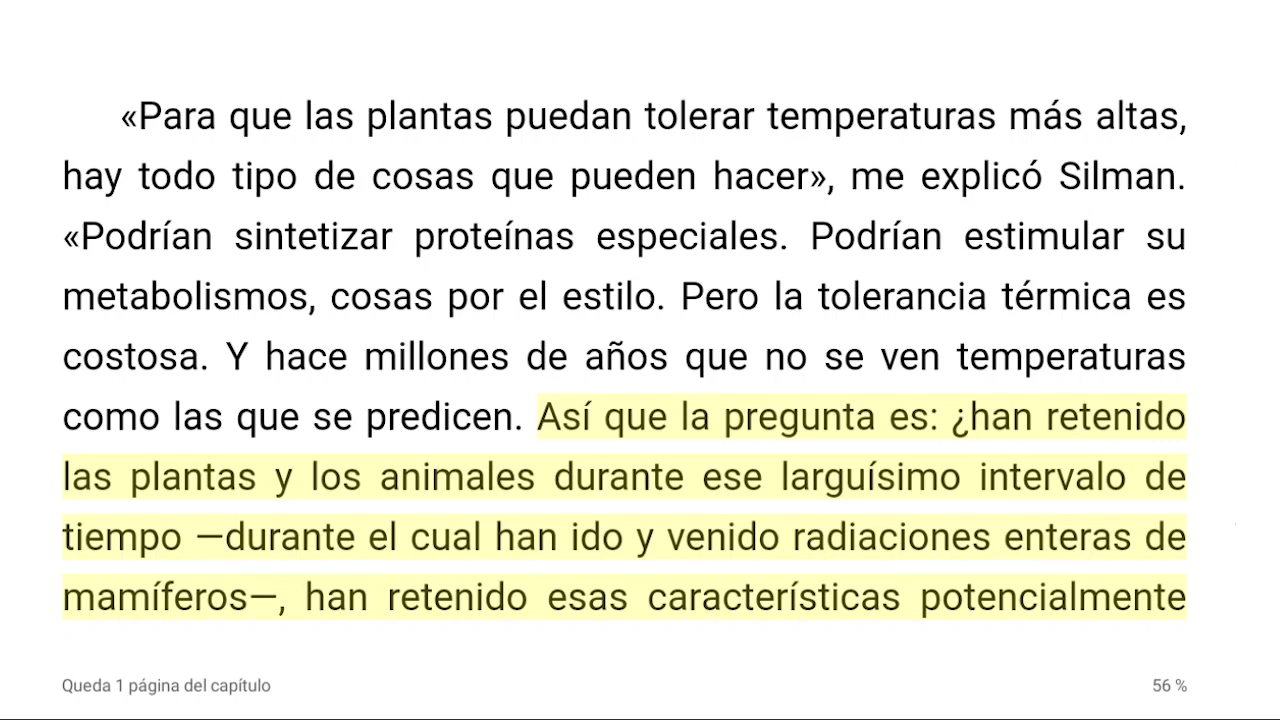 «Para que las plantas puedan tolerar temperaturas más altas,
hay todo tipo de cosas que pueden hacer», me explicó Silman.
«Podrían sintetizar proteínas especiales. Podrían estimular su
metabolismos, cosas por el estilo. Pero la tolerancia térmica es
costosa. Y hace millones de años que no se ven temperaturas
como las que se predicen. Así que la pregunta es: ¿han retenido
las plantas y los animales durante ese larguísimo intervalo de
tiempo —durante el cual han ido y venido radiaciones enteras de
mamíferos—, han retenido esas características potencialmente
Queda 1 página del capítulo
56 %